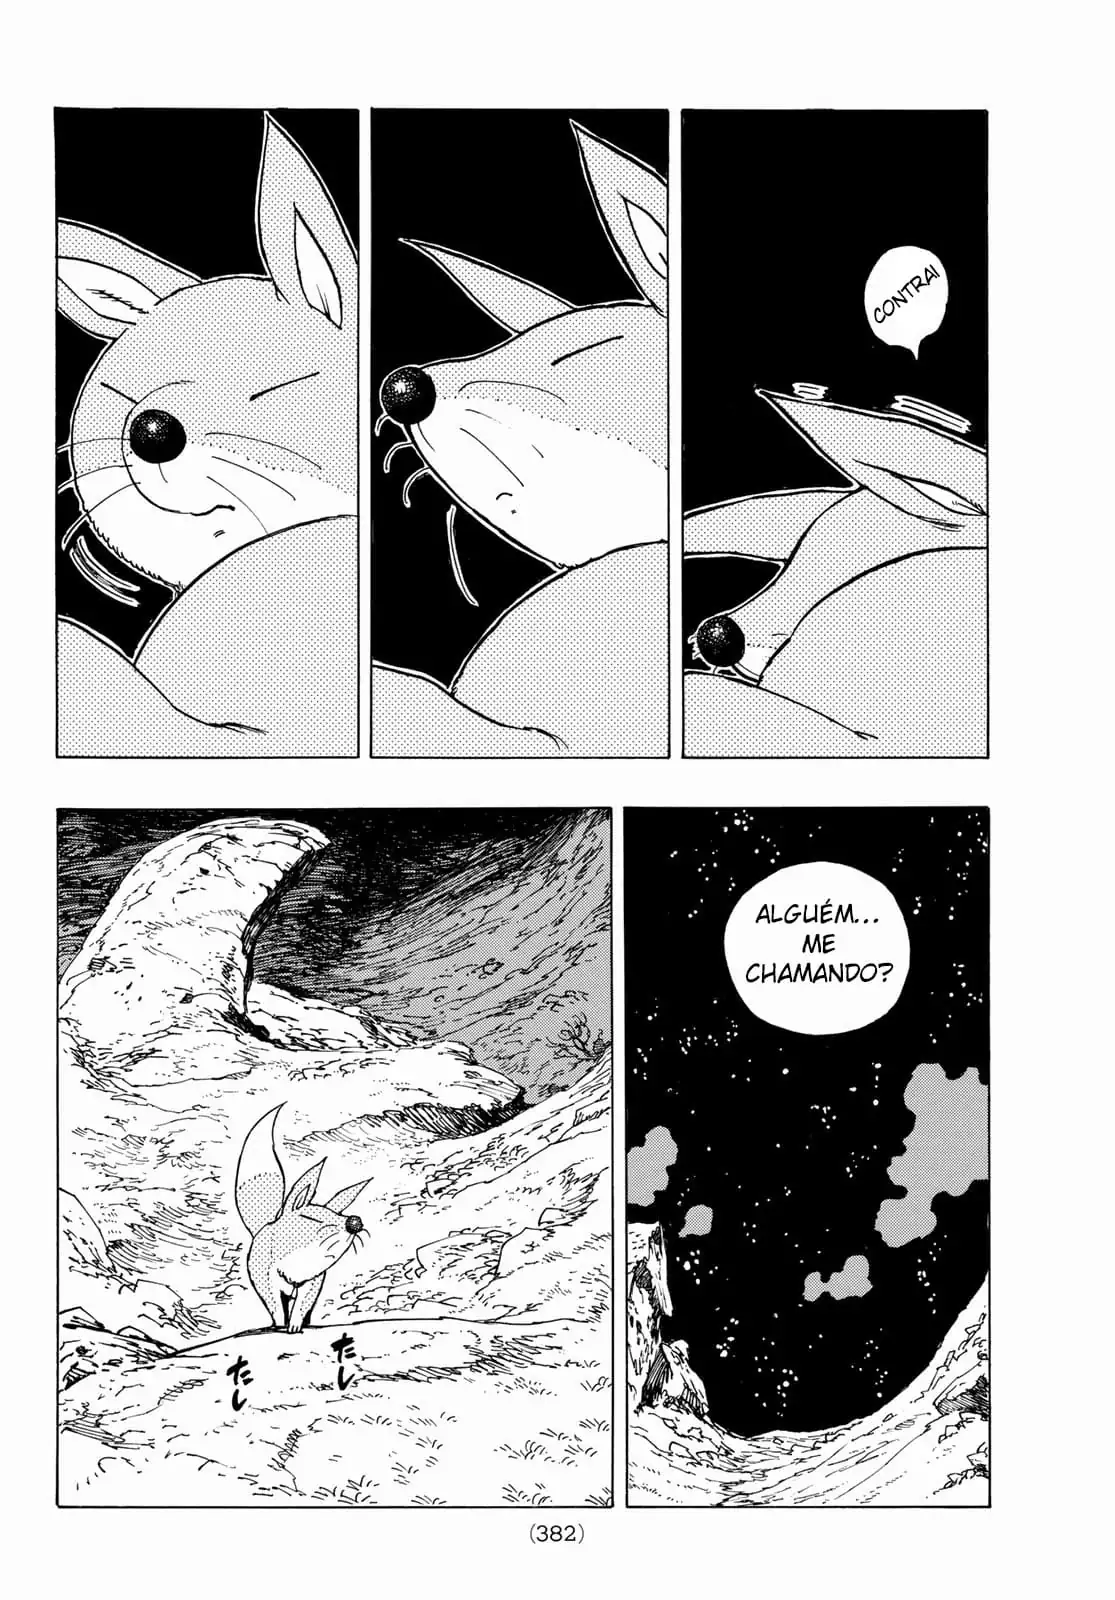 CONTRAI
ALGUÉM...
ME
CHAMANDO?
たし
たし
(382)